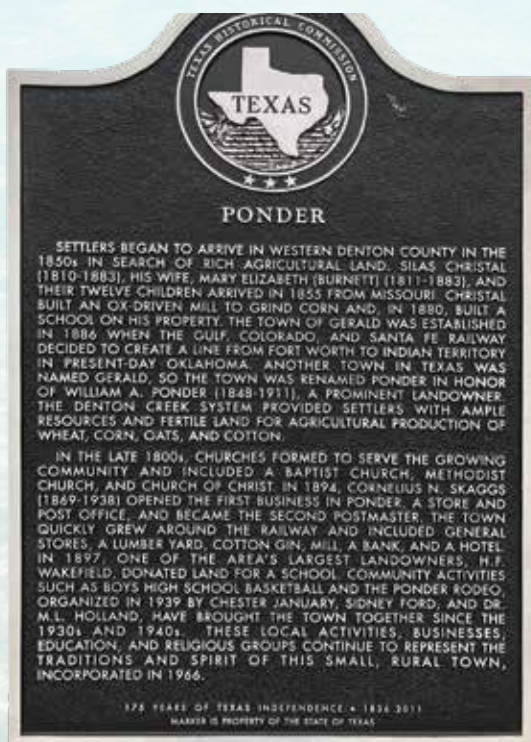 TEXAS HISTORICAL COMMISSION
TEXAS
PONDER
SETTLERS BEGAN TO ARRIVE IN WESTERN DENTON COUNTY IN THE
1850s IN SEARCH OF RICH AGRICULTURAL LAND. SILAS CHRISTAL
(1810-1883), HIS WIFE, MARY ELIZABETH (BURNETT) (1811-1883), AND
THEIR TWELVE CHILDREN ARRIVED IN 1855 FROM MISSOURI. CHRISTAL
BUILT AN OX-DRIVEN MILL TO GRIND CORN AND, IN 1880, BUILT A
SCHOOL ON HIS PROPERTY. THE TOWN OF GERALD WAS ESTABLISHED
IN 1886 WHEN THE GULF, COLORADO, AND SANTA FE RAILWAY
DECIDED TO CREATE A LINE FROM FORT WORTH TO INDIAN TERRITORY
IN PRESENT-DAY OKLAHOMA. ANOTHER TOWN IN TEXAS WAS
NAMED GERALD, SO THE TOWN WAS RENAMED PONDER IN HONOR
OF WILLIAM A. PONDER (1848-1911), A PROMINENT LANDOWNER.
THE DENTON CREEK SYSTEM PROVIDED SETTLERS WITH AMPLE
RESOURCES AND FERTILE LAND FOR AGRICULTURAL PRODUCTION OF
WHEAT, CORN, OATS, AND COTTON.
IN THE LATE 1800s, CHURCHES FORMED TO SERVE THE GROWING
COMMUNITY AND INCLUDED A BAPTIST CHURCH, METHODIST
CHURCH, AND CHURCH OF CHRIST. IN 1894, CORNELIUS N. SKAGGS
(1869-1938) OPENED THE FIRST BUSINESS IN PONDER, A STORE AND
POST OFFICE, AND BECAME THE SECOND POSTMASTER. THE TOWN
QUICKLY GREW AROUND THE RAILWAY AND INCLUDED GENERAL
STORES, A LUMBER YARD, COTTON GIN, MILL, A BANK, AND A HOTEL.
IN 1897, ONE OF THE AREA'S LARGEST LANDOWNERS, H.F.
WAKEFIELD, DONATED LAND FOR A SCHOOL. COMMUNITY ACTIVITIES
SUCH AS BOYS HIGH SCHOOL BASKETBALL AND THE PONDER RODEO,
ORGANIZED IN 1939 BY CHESTER JANUARY, SIDNEY FORD, AND DR.
M.L. HOLLAND, HAVE BROUGHT THE TOWN TOGETHER SINCE THE
1930s AND 1940s. THESE LOCAL ACTIVITIES, BUSINESSES,
EDUCATION, AND RELIGIOUS GROUPS CONTINUE TO REPRESENT THE
TRADITIONS AND SPIRIT OF THIS SMALL, RURAL TOWN,
INCORPORATED IN 1966.
175 YEARS OF TEXAS INDEPENDENCE • 1836-2011
MARKER IS PROPERTY OF THE STATE OF TEXAS